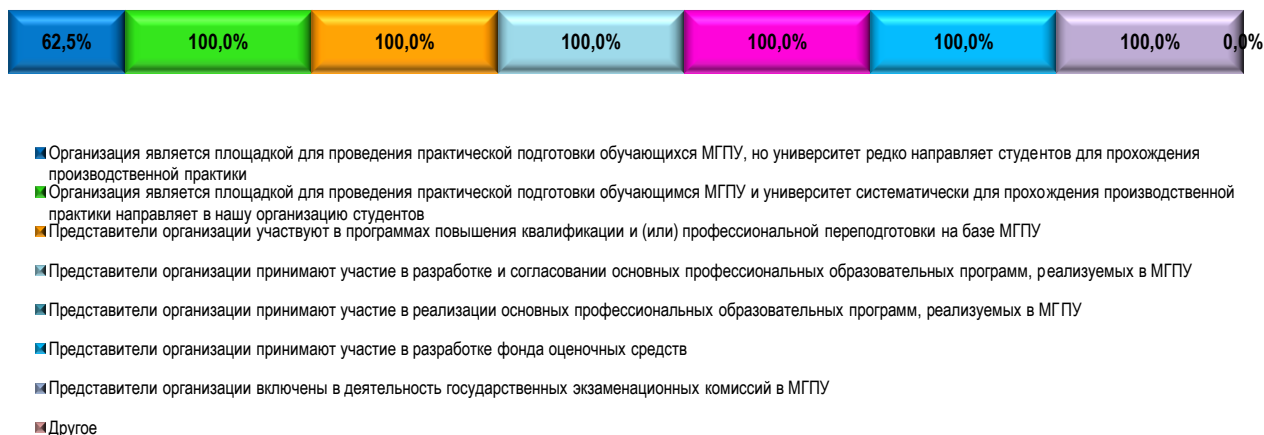 62,5% 100,0% 100,0% 100,0% 100,0% 100,0% 100,0% 0,0%
Организация является площадкой для проведения практической подготовки обучающихся МГПУ, но университет редко направляет студентов для прохождения
производственной практики
Организация является площадкой для проведения практической подготовки обучающимся МГПУ и университет систематически для прохождения производственной
практики направляет в нашу организацию студентов
Представители организации участвуют в программах повышения квалификации и (или) профессиональной переподготовки на базе МГПУ
Представители организации принимают участие в разработке и согласовании основных профессиональных образовательных программ, реализуемых в МГПУ
Представители организации принимают участие в реализации основных профессиональных образовательных программ, реализуемых в МГПУ
Представители организации принимают участие в разработке фонда оценочных средств
Представители организации включены в деятельность государственных экзаменационных комиссий в МГПУ
Другое